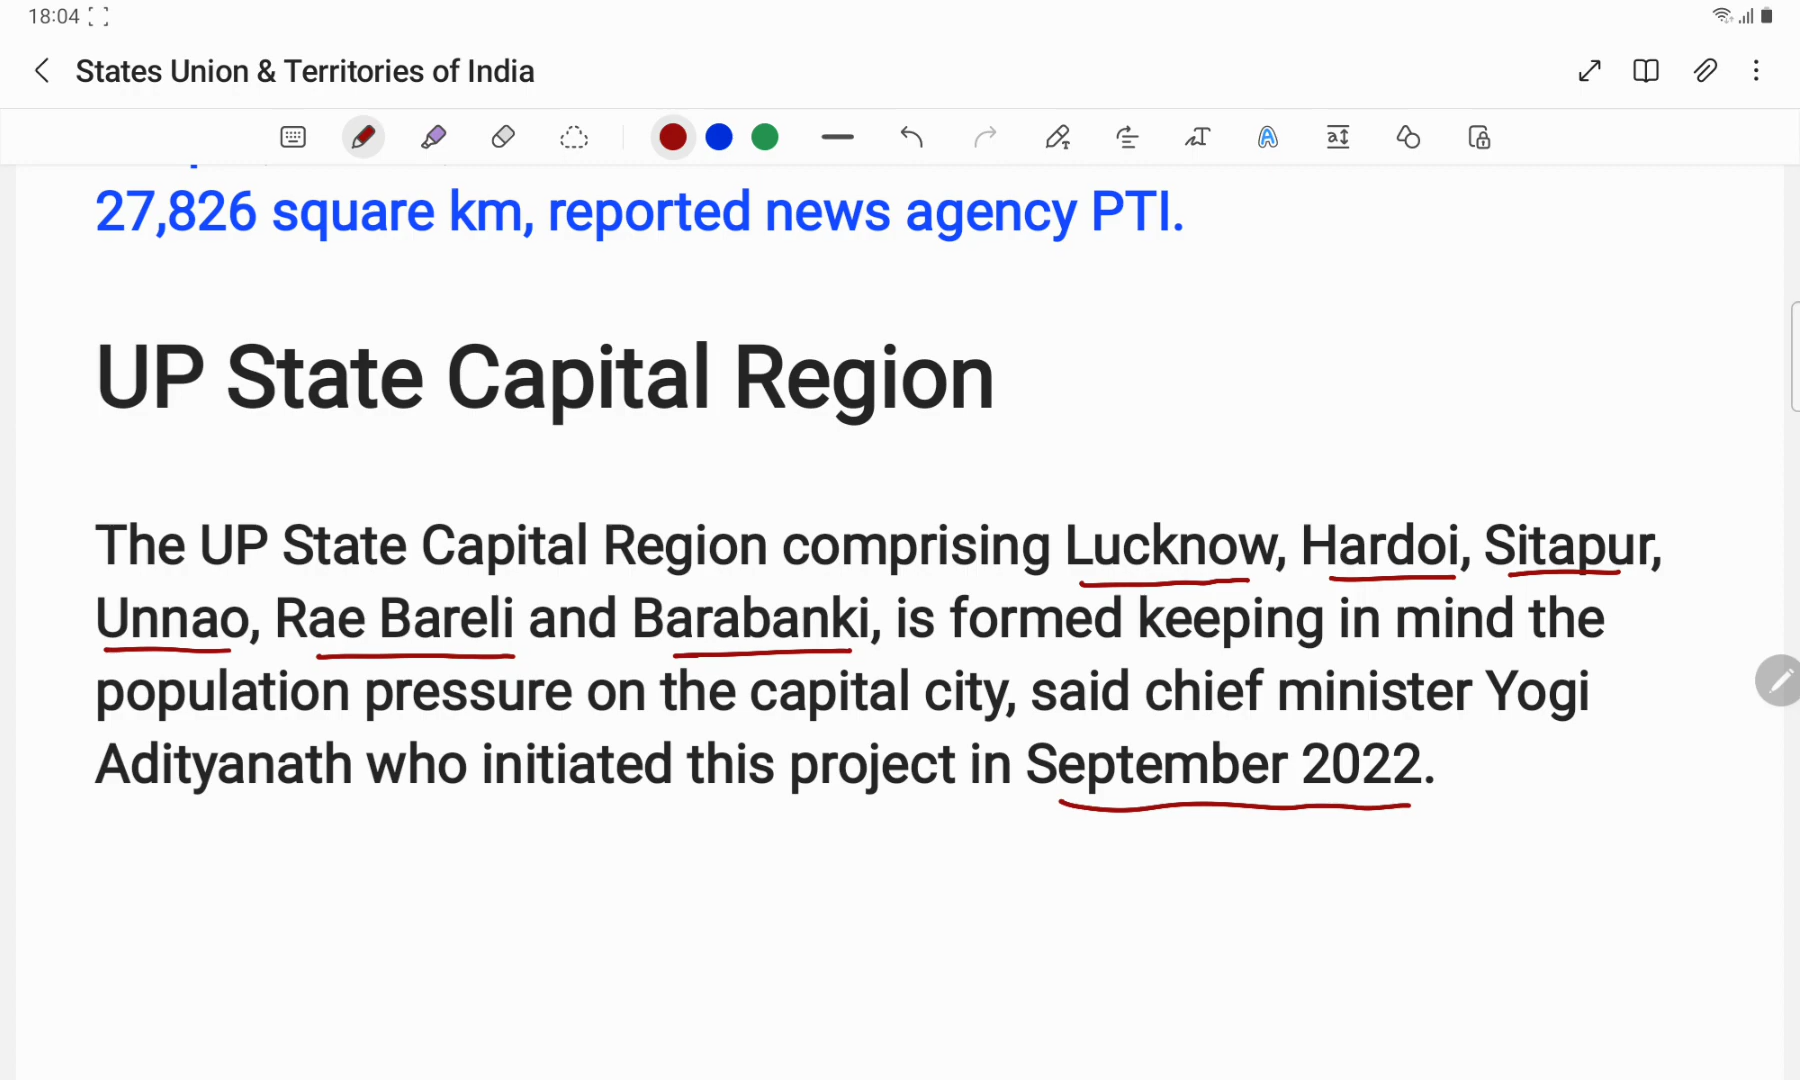 18:04
States Union & Territories of India
27,826 square km, reported news agency PTI.
UP State Capital Region
The UP State Capital Region comprising Lucknow, Hardoi, Sitapur,
Unnao, Rae Bareli and Barabanki, is formed keeping in mind the
population pressure on the capital city, said chief minister Yogi
Adityanath who initiated this project in September 2022.